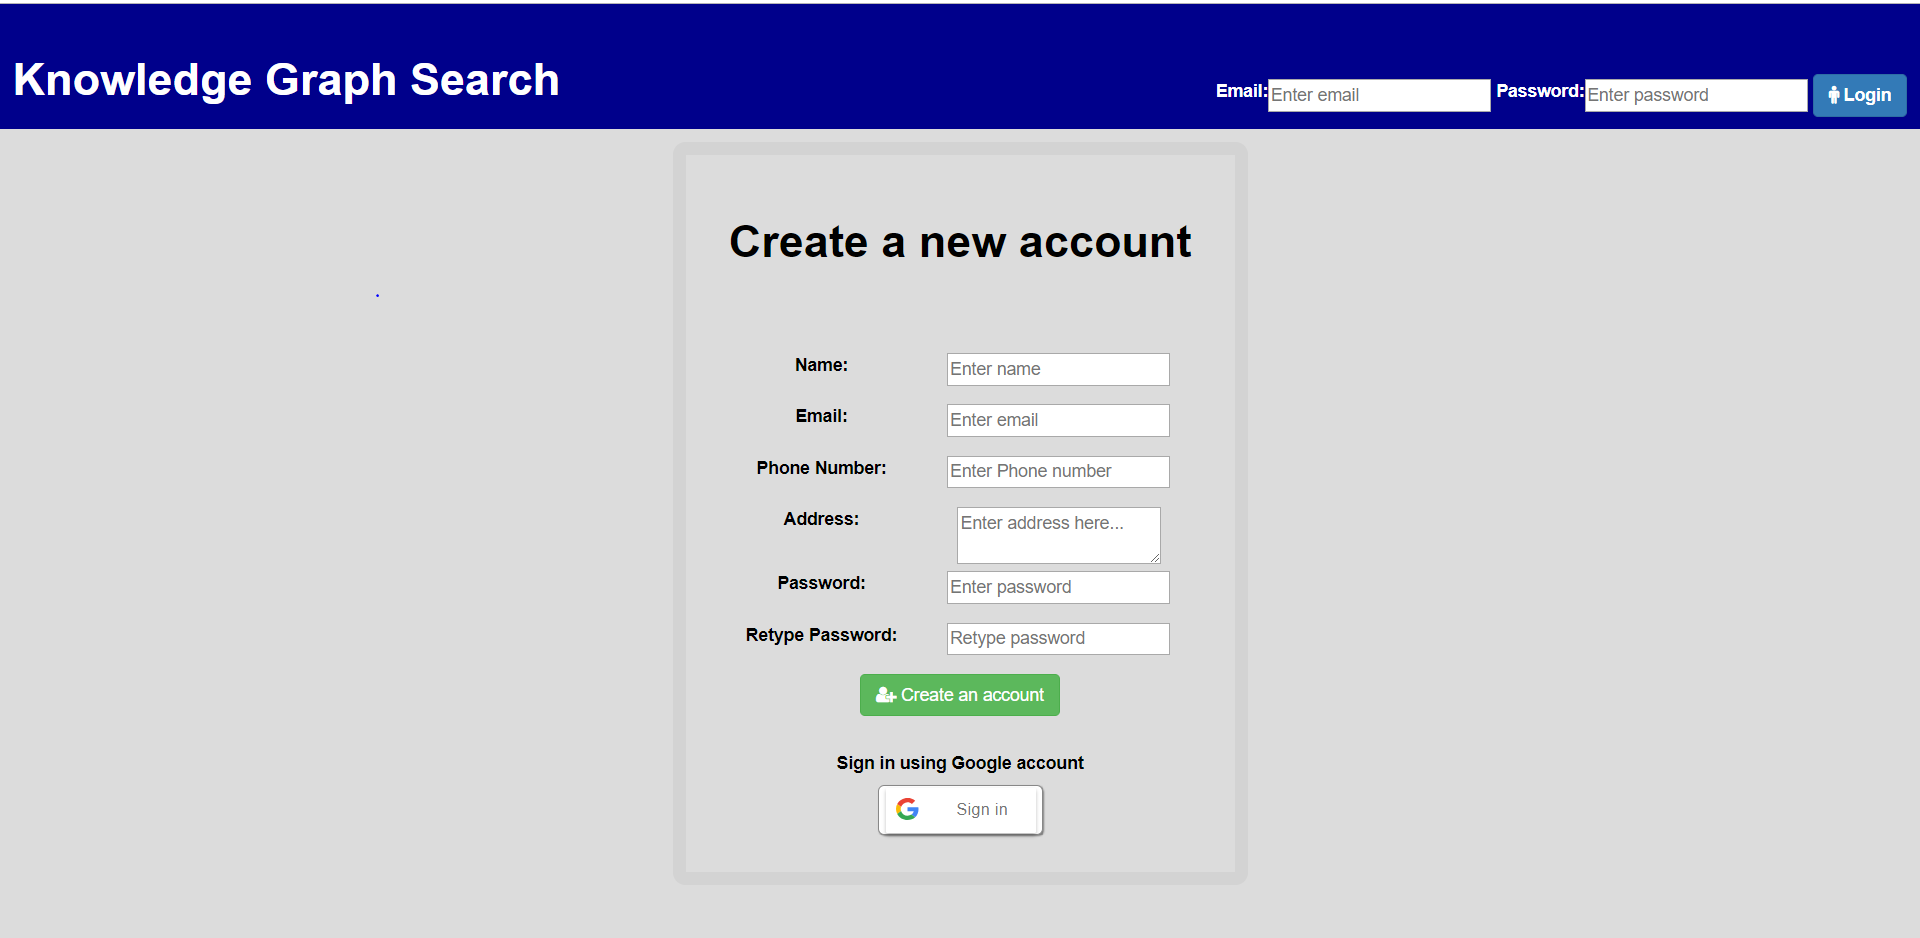 Knowledge Graph Search
Email: Enter email Password: Enter password Login
Create a new account
Name: Enter name
Email: Enter email
Phone Number: Enter Phone number
Address: Enter address here...
Password: Enter password
Retype Password: Retype password
Create an account
Sign in using Google account
Sign in